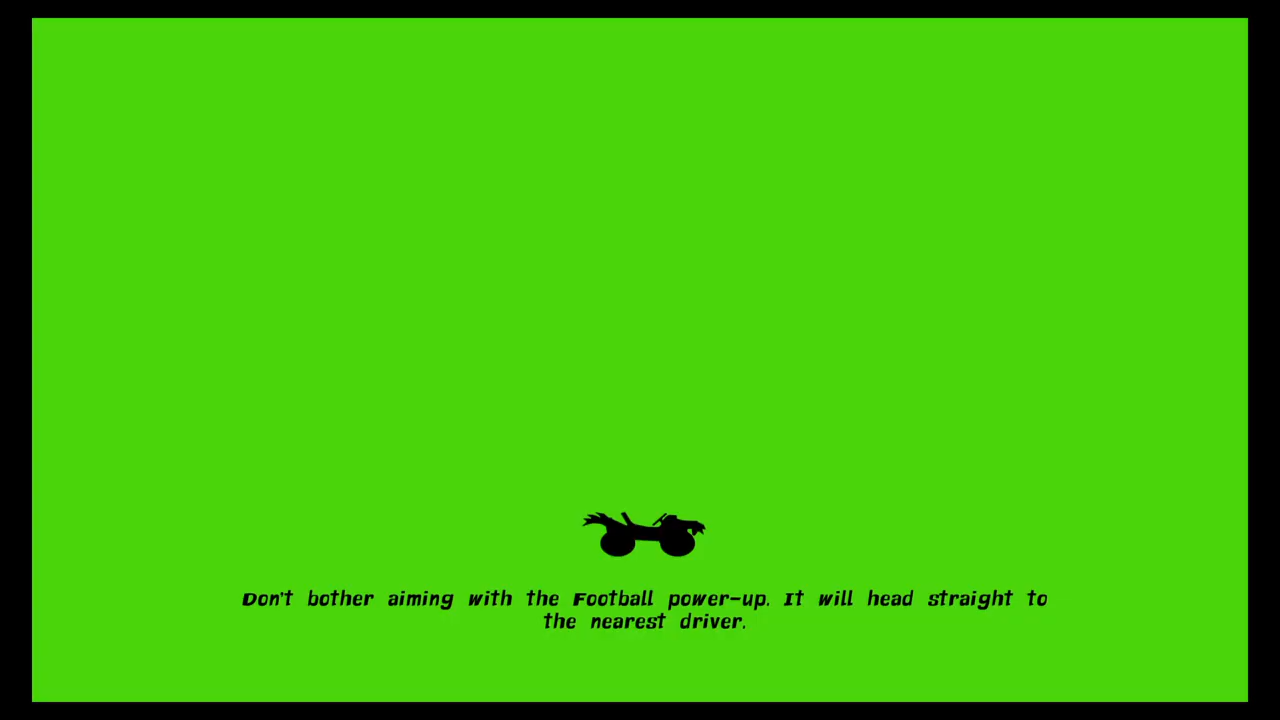 Don't bother aiming with the Football power-up. It will head straight to
the nearest driver.